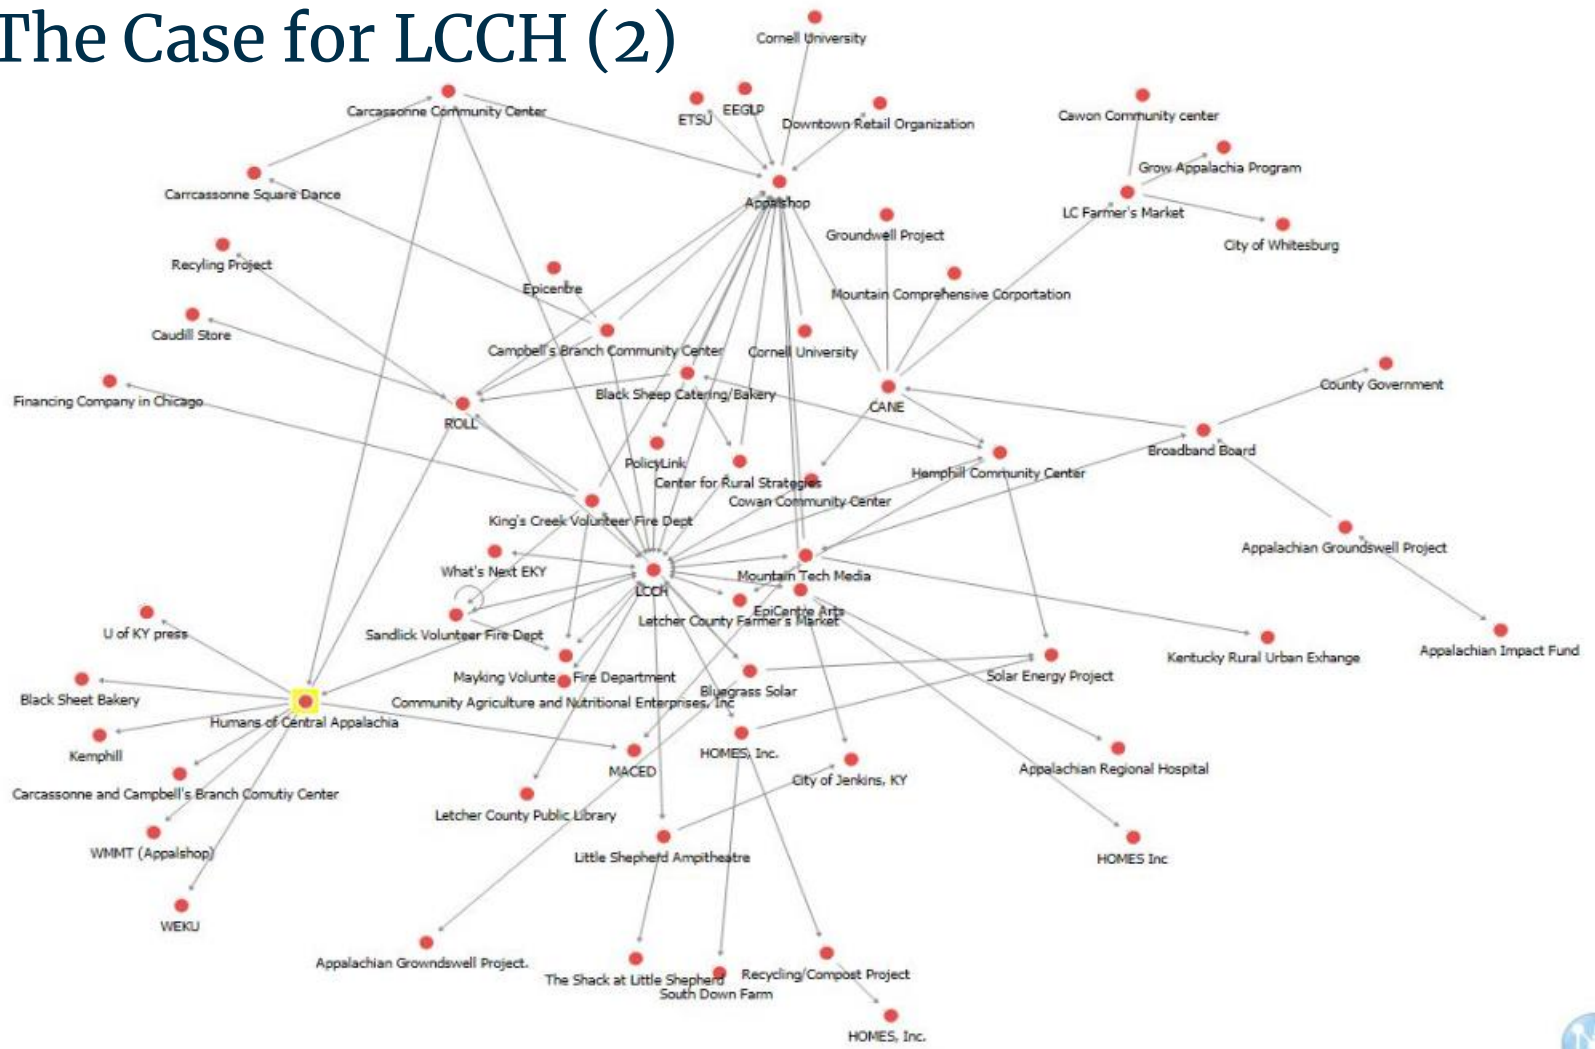 The Case for LCCH (2)
Cornell University
Carcassonne Community Center
ETSU
EEGLP
Downtown Retail Organization
Cawon Community center
Grow Appalachia Program
Carrcassonne Square Dance
Appalshop
LC Farmer's Market
Groundwell Project
City of Whitesburg
Recyling Project
Epicentre
Mountain Comprehensive Corportation
Caudill Store
Campbell's Branch Community Center
Cornell University
County Government
Financing Company in Chicago
Black Sheep Catering/Bakery
CANE
ROLL
Broadband Board
PolicyLink
Hemphill Community Center
Center for Rural Strategies
Cowan Community Center
King's Creek Volunteer Fire Dept
Appalachian Groundswell Project
What's Next EKY
Mountain Tech Media
LCCH
EpiCentre Arts
Letcher County Farmer's Market
U of KY press
Sandlick Volunteer Fire Dept
Appalachian Impact Fund
Kentucky Rural Urban Exhange
Mayking Volunte Fire Department
Solar Energy Project
Bluegrass Solar
Black Sheet Bakery
Community Agriculture and Nutritional Enterprises, Inc
Humans of Central Appalachia
HOMES, Inc.
Kemphill
MACED
Appalachian Regional Hospital
City of Jenkins, KY
Carcassonne and Campbell's Branch Comutiy Center
Letcher County Public Library
WMMT (Appalshop)
Little Shepherd Ampitheatre
HOMES Inc
WEKU
Appalachian Growndswell Project.
The Shack at Little Shepherd
Recycling/Compost Project
South Down Farm
HOMES, Inc.